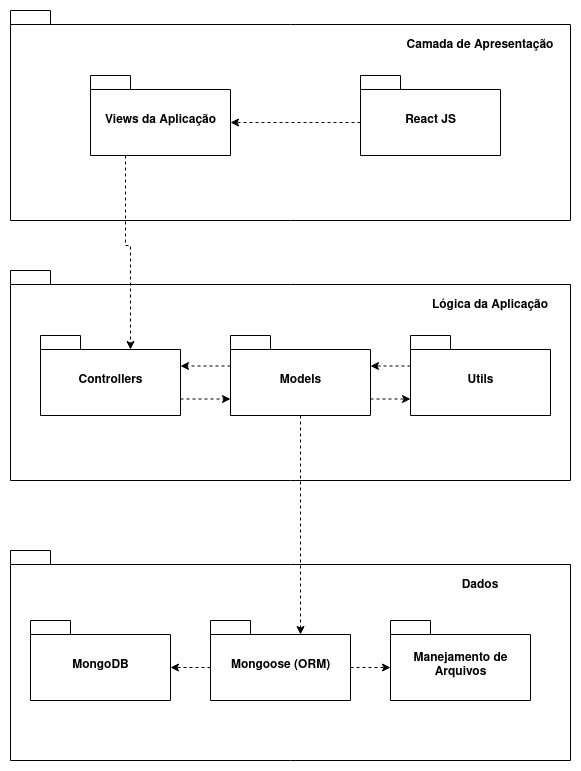 Camada de Apresentação
Views da Aplicação
React JS
Lógica da Aplicação
Controllers
Models
Utils
Dados
MongoDB
Mongoose (ORM)
Manejamento de
Arquivos